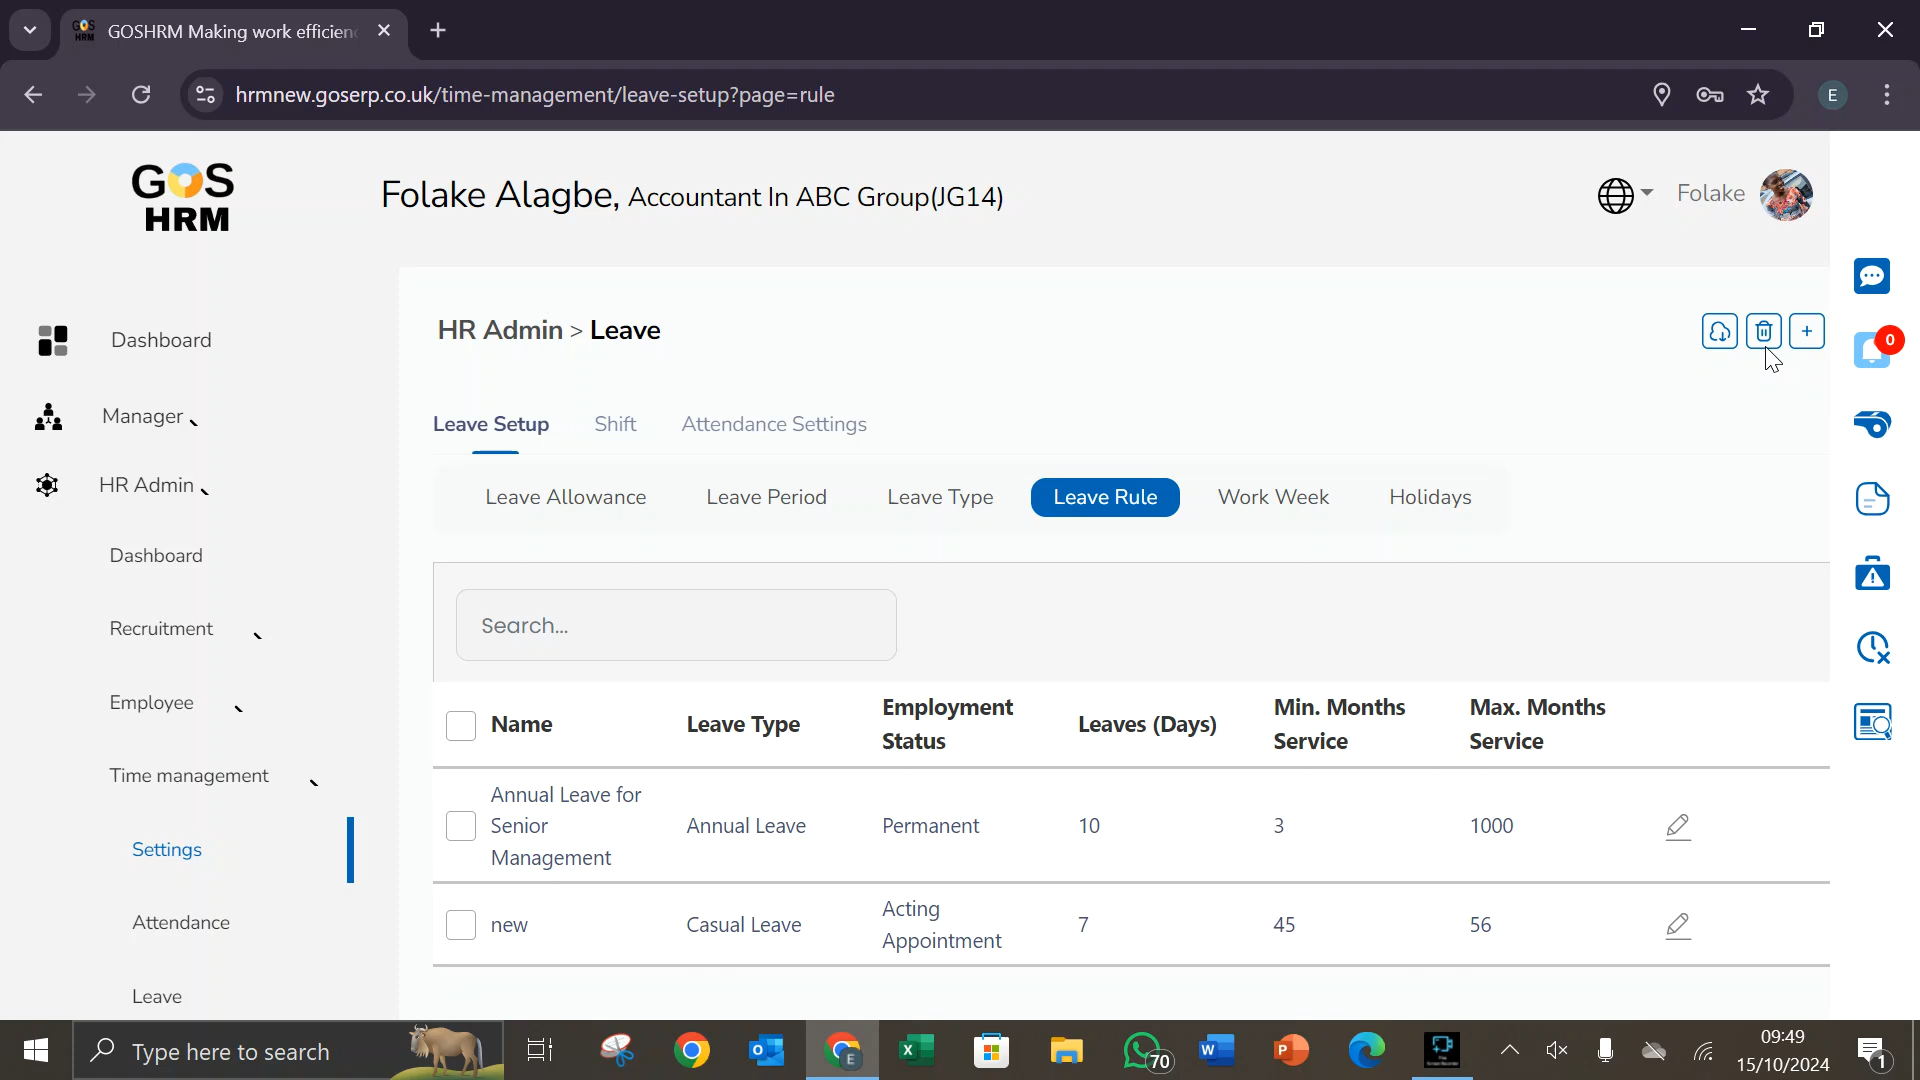 GOSHRM Making work efficien
hrmnew.goserp.co.uk/time-management/leave-setup?page=rule
E
GOS
HRM
Folake Alagbe, Accountant In ABC Group(JG14)
Folake
HR Admin > Leave
0
Dashboard
Manager
HR Admin
Dashboard
Recruitment
Employee
Time management
Settings
Attendance
Leave
Leave Setup Shift Attendance Settings
Leave Allowance Leave Period Leave Type Leave Rule Work Week Holidays
Search...
Name Leave Type Employment Status Leaves (Days) Min. Months Service Max. Months Service
Annual Leave for Senior Management Annual Leave Permanent 10 3 1000
new Casual Leave Acting Appointment 7 45 56
Type here to search
E
70
09:49
15/10/2024
1